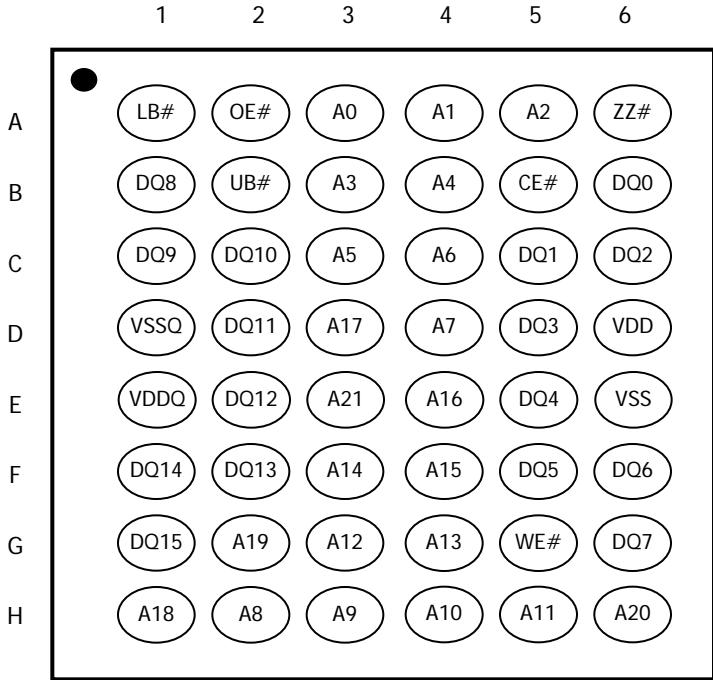 1 2 3 4 5 6
A LB# OE# A0 A1 A2 ZZ#
B DQ8 UB# A3 A4 CE# DQ0
C DQ9 DQ10 A5 A6 DQ1 DQ2
D VSSQ DQ11 A17 A7 DQ3 VDD
E VDDQ DQ12 A21 A16 DQ4 VSS
F DQ14 DQ13 A14 A15 DQ5 DQ6
G DQ15 A19 A12 A13 WE# DQ7
H A18 A8 A9 A10 A11 A20